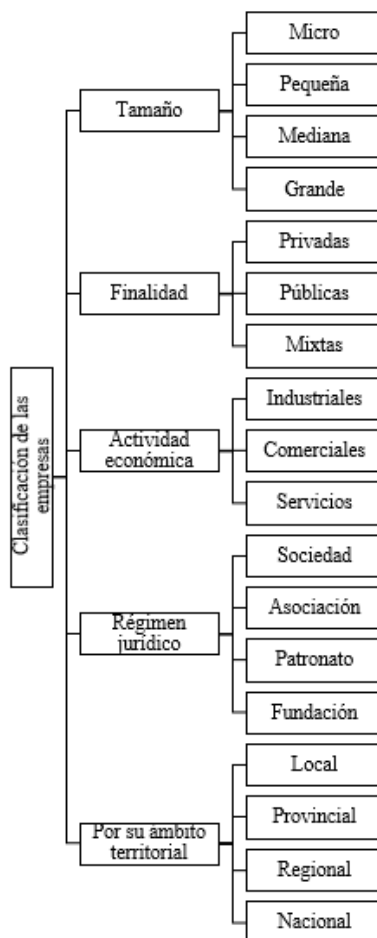 Clasificación de las
empresas
Tamaño
Micro
Pequeña
Mediana
Grande
Finalidad
Privadas
Públicas
Mixtas
Actividad
económica
Industriales
Comerciales
Servicios
Régimen
jurídico
Sociedad
Asociación
Patronato
Fundación
Por su ámbito
territorial
Local
Provincial
Regional
Nacional